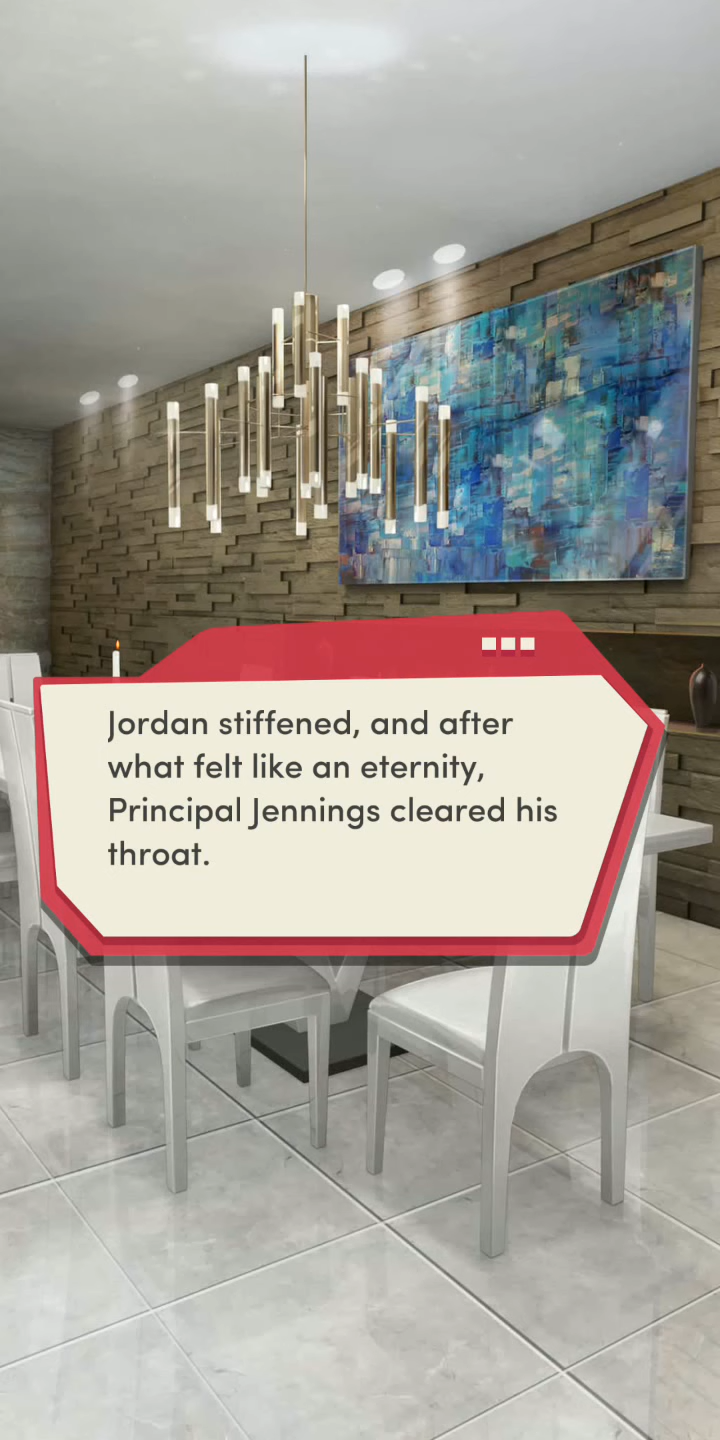 Jordan stiffened, and after
what felt like an eternity,
Principal Jennings cleared his
throat.